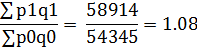 ∑p1q1 / ∑p0q0 = 58914 / 54345 = 1.08